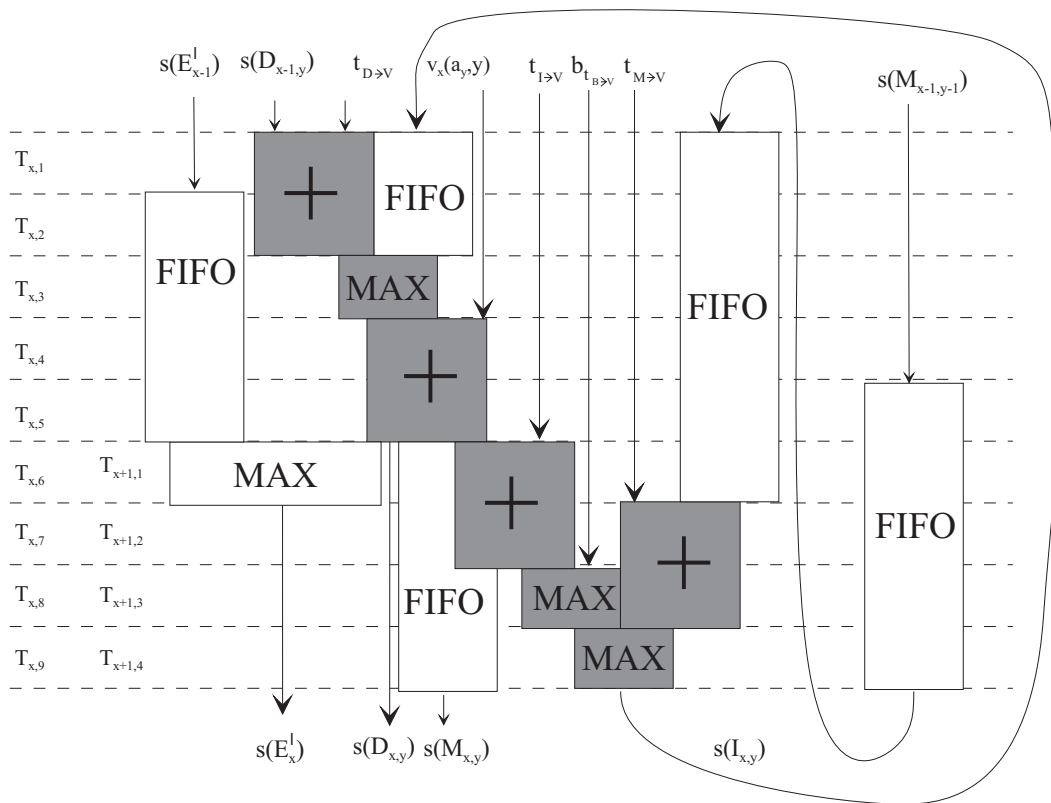 s(E^I_{x-1}) s(D_{x-1,y}) t_{D→V} v_x(a_y,y) t_{I→V} b_{t_{B→V}} t_{M→V} s(M_{x-1,y-1})
T_{x,1}
+ FIFO
T_{x,2}
FIFO
T_{x,3} MAX
FIFO
T_{x,4}
+
T_{x,5}
T_{x,6} T_{x+1,1} MAX
+
T_{x,7} T_{x+1,2} FIFO
+
T_{x,8} T_{x+1,3} FIFO MAX
T_{x,9} T_{x+1,4} MAX
s(E^I_x) s(D_{x,y}) s(M_{x,y}) s(I_{x,y})